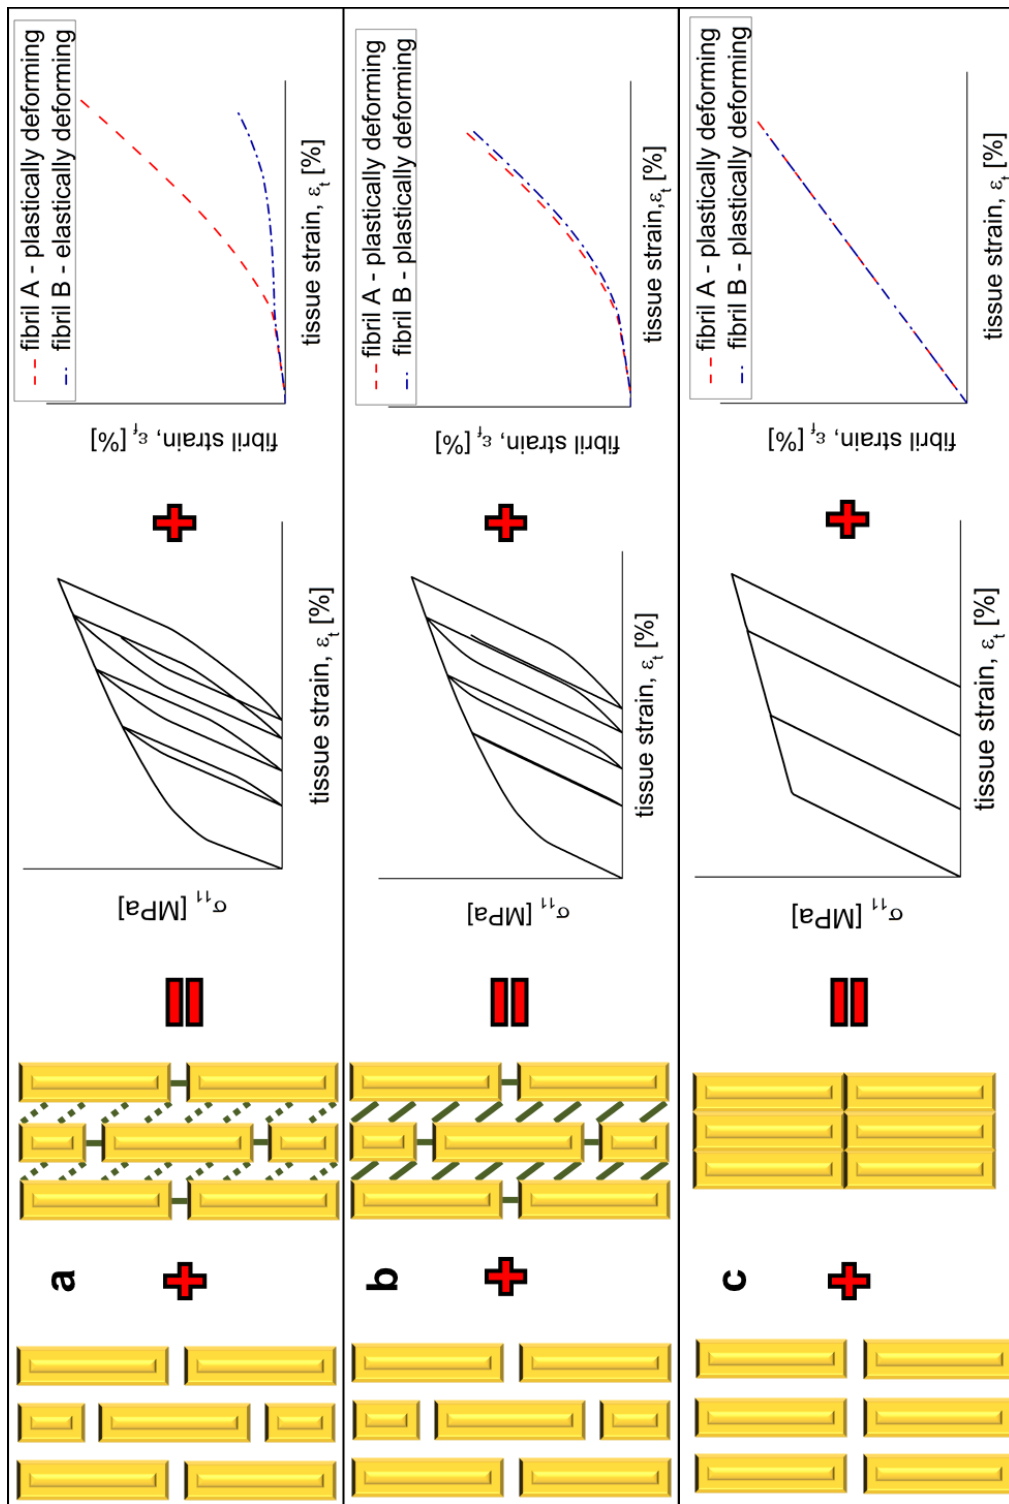 a
σ11 [MPa]
tissue strain, εt [%]
fibril strain, εf [%]
tissue strain, εt [%]
fibril A - plastically deforming
fibril B - elastically deforming
b
σ11 [MPa]
tissue strain, εt [%]
fibril strain, εf [%]
tissue strain,εt [%]
fibril A - plastically deforming
fibril B - plastically deforming
c
σ11 [MPa]
tissue strain, εt [%]
fibril strain, εf [%]
tissue strain, εt [%]
fibril A - plastically deforming
fibril B - plastically deforming